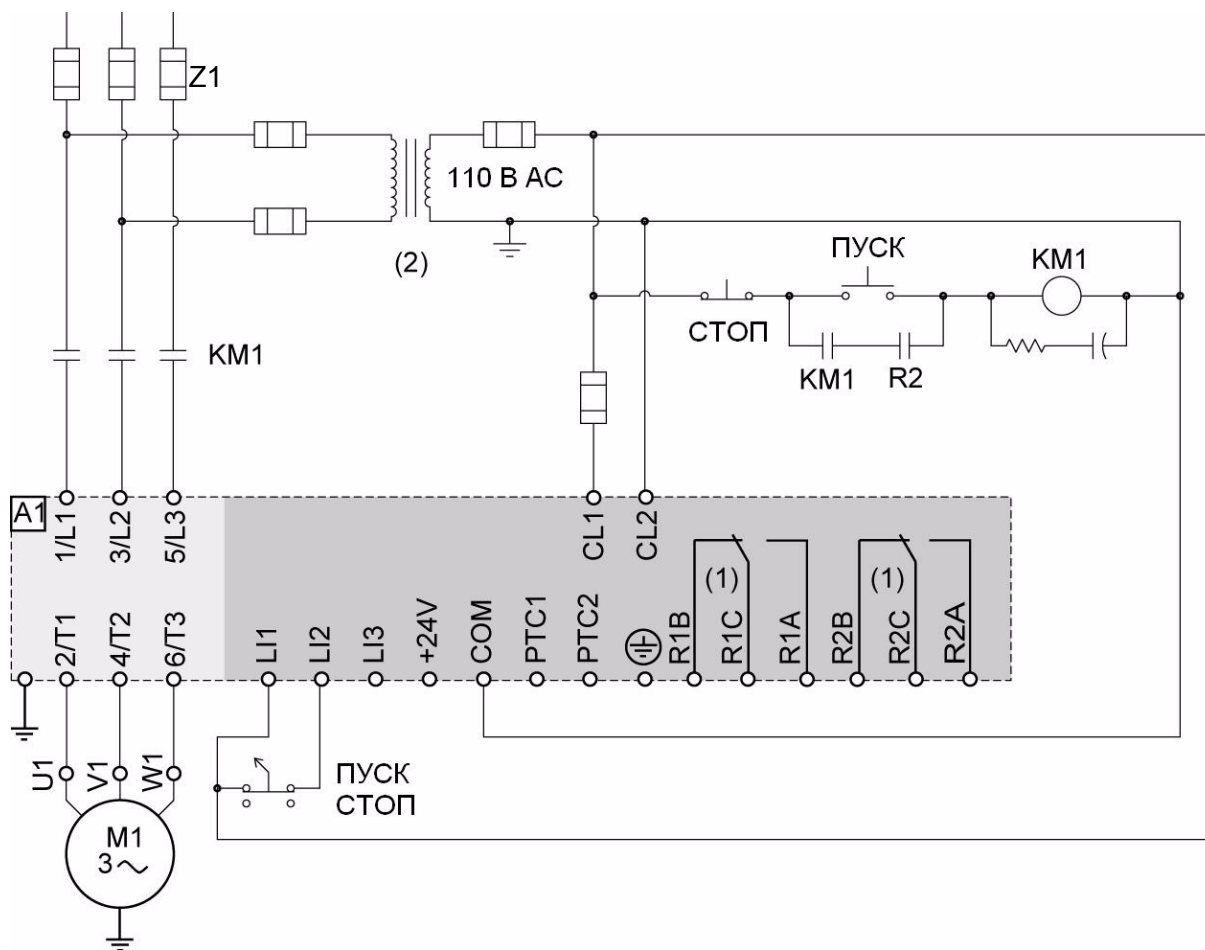 Z1
110 В AC
(2)
ПУСК
KM1
СТОП
KM1
R2
KM1
A1
1/L1
3/L2
5/L3
CL1
CL2
(1)
(1)
2/T1
4/T2
6/T3
LI1
LI2
LI3
+24V
COM
PTC1
PTC2
R1B
R1C
R1A
R2B
R2C
R2A
U1
V1
W1
ПУСК
СТОП
M1
3